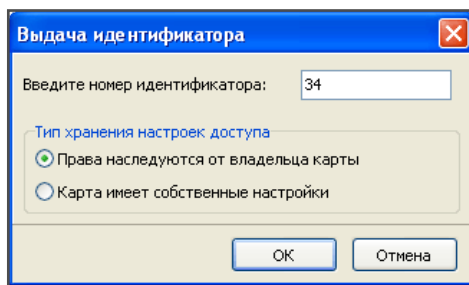 Выдача идентификатора
Введите номер идентификатора: 34
Тип хранения настроек доступа
Права наследуются от владельца карты
Карта имеет собственные настройки
ОК Отмена